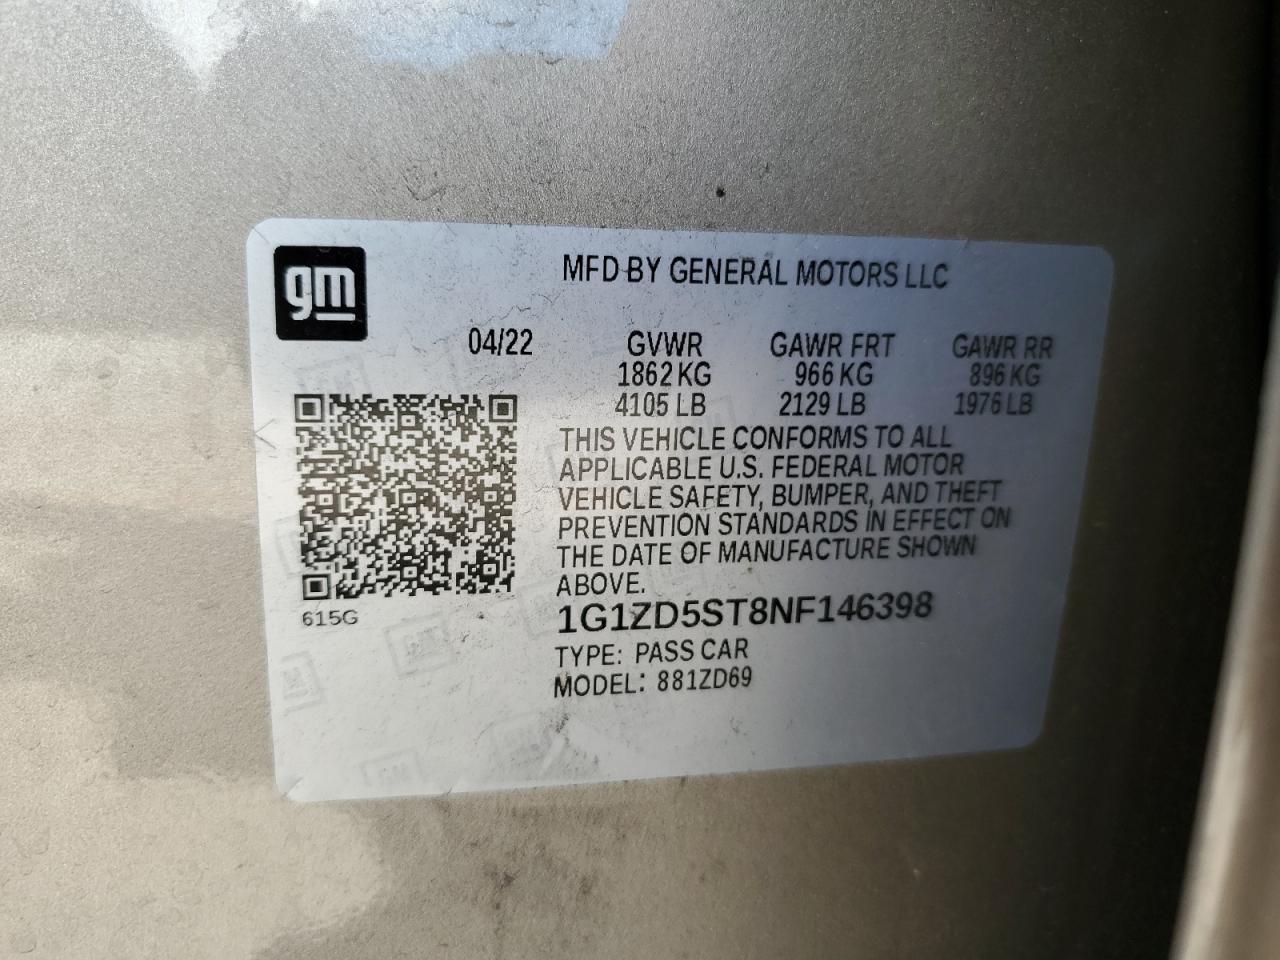 gm
MFD BY GENERAL MOTORS LLC
04/22 GVWR GAWR FRT GAWR RR
1862 KG 966 KG 896 KG
4105 LB 2129 LB 1976 LB
THIS VEHICLE CONFORMS TO ALL
APPLICABLE U.S. FEDERAL MOTOR
VEHICLE SAFETY, BUMPER, AND THEFT
PREVENTION STANDARDS IN EFFECT ON
THE DATE OF MANUFACTURE SHOWN
ABOVE.
615G
1G1ZD5ST8NF146398
TYPE: PASS CAR
MODEL: 881ZD69